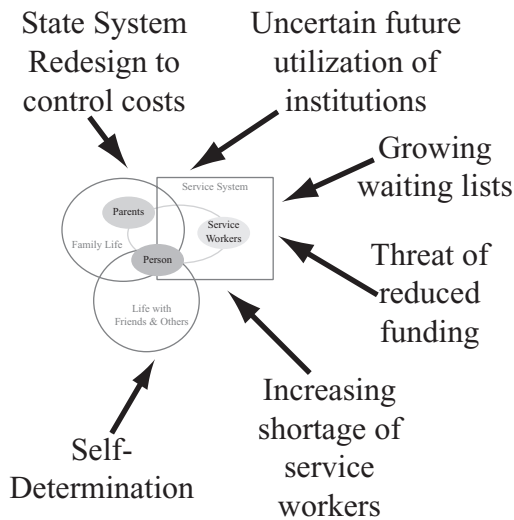 State System
Redesign to
control costs
Uncertain future
utilization of
institutions
Growing
waiting lists
Threat of
reduced
funding
Service System
Parents
Service
Workers
Family Life
Person
Life with
Friends & Others
Increasing
shortage of
service
workers
Self-
Determination